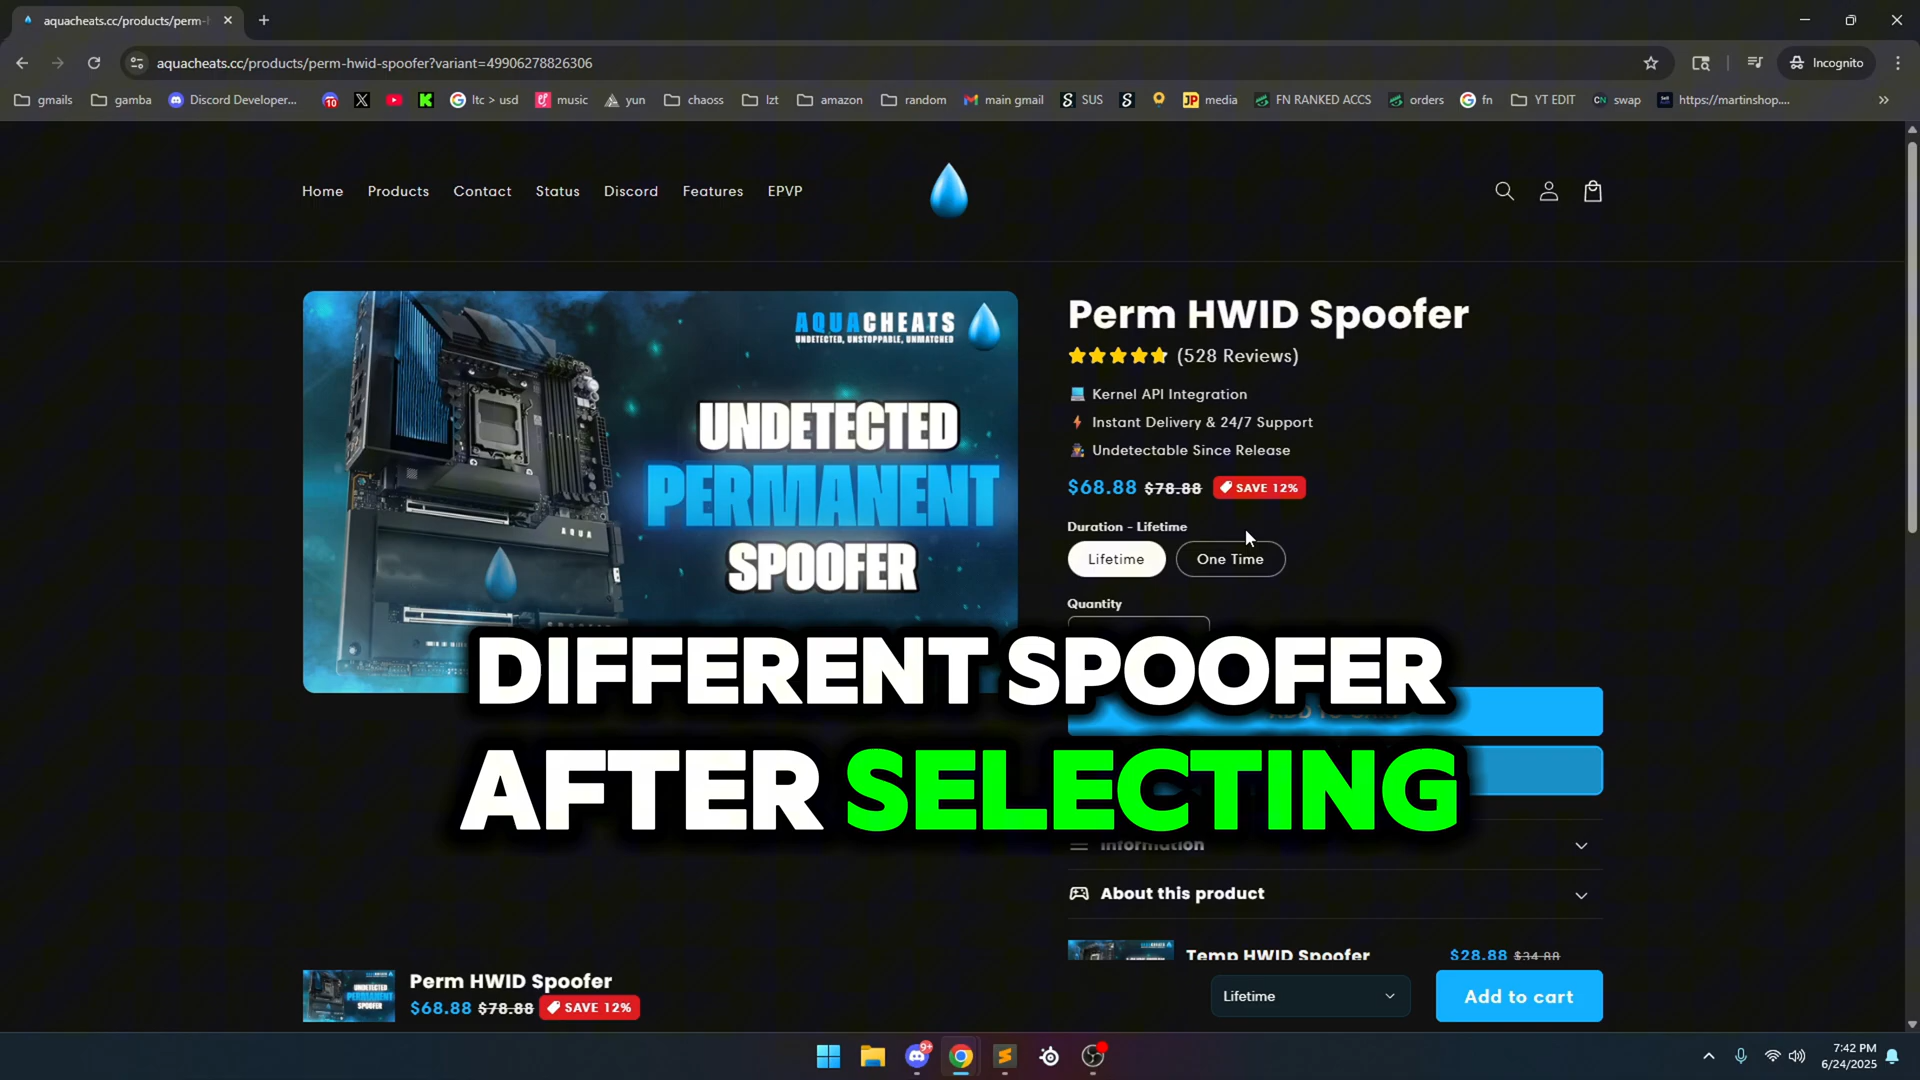 aquacheats.cc/products/perm-h
aquacheats.cc/products/perm-hwid-spoofer?variant=49906278826306
Incognito
gmails
gamba
Discord Developer...
10
ltc > usd
music
yun
chaoss
lzt
amazon
random
main gmail
SUS
JP
media
FN RANKED ACCS
orders
fn
YT EDIT
CN
swap
https://martinshop....
Home
Products
Contact
Status
Discord
Features
EPVP
AQUACHEATS
UNDETECTED, UNSTOPPABLE, UNMATCHED
UNDETECTED
PERMANENT
SPOOFER
AQUA
Perm HWID Spoofer
(528 Reviews)
Kernel API Integration
Instant Delivery & 24/7 Support
Undetectable Since Release
$68.88 $78.88 SAVE 12%
Duration - Lifetime
Lifetime
One Time
Quantity
DIFFERENT SPOOFER
AFTER SELECTING
Information
About this product
Temp HWID Spoofer
$28.88 $34.88
Perm HWID Spoofer
$68.88 $78.88 SAVE 12%
Lifetime
Add to cart
9+
7:42 PM
6/24/2025